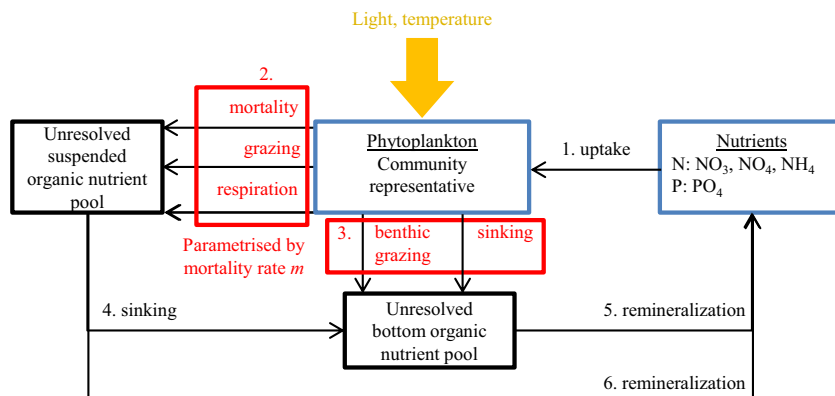 Light, temperature
2.
mortality
grazing
respiration
Unresolved
suspended
organic nutrient
pool
Phytoplankton
Community
representative
1. uptake
Nutrients
N: NO₃, NO₄, NH₄
P: PO₄
Parametrised by
mortality rate m
3. benthic
grazing
sinking
4. sinking
Unresolved
bottom organic
nutrient pool
5. remineralization
6. remineralization